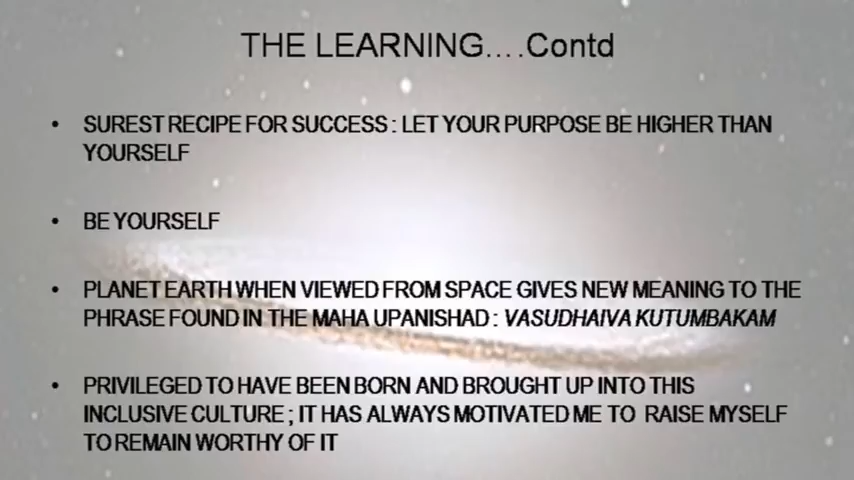 THE LEARNING....Contd
• SUREST RECIPE FOR SUCCESS : LET YOUR PURPOSE BE HIGHER THAN
YOURSELF
• BE YOURSELF
• PLANET EARTH WHEN VIEWED FROM SPACE GIVES NEW MEANING TO THE
PHRASE FOUND IN THE MAHA UPANISHAD : VASUDHAIVA KUTUMBAKAM
• PRIVILEGED TO HAVE BEEN BORN AND BROUGHT UP INTO THIS
INCLUSIVE CULTURE ; IT HAS ALWAYS MOTIVATED ME TO RAISE MYSELF
TO REMAIN WORTHY OF IT